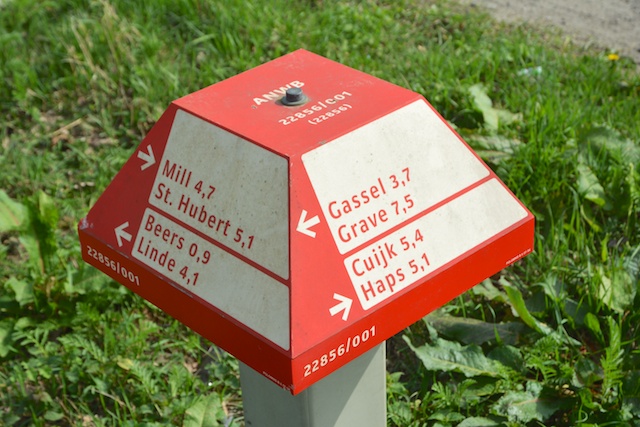 ANWB
22856/001
(22856)
Mill 4,7
St. Hubert 5,1
Beers 0,9
Linde 4,1
22856/001
Gassel 3,7
Grave 7,5
Cuijk 5,4
Haps 5,1
22856/001